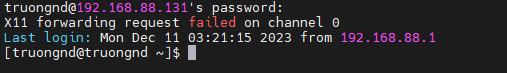 truongnd@192.168.88.131's password:
X11 forwarding request failed on channel 0
Last login: Mon Dec 11 03:21:15 2023 from 192.168.88.1
[truongnd@truongnd ~]$